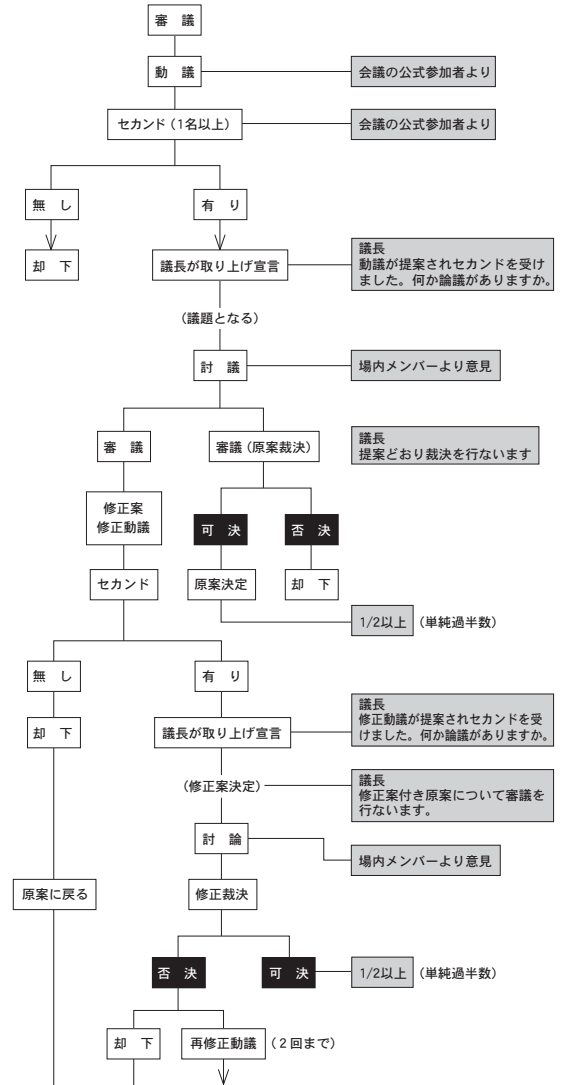 審 議
動 議
会議の公式参加者より
セカンド（1名以上）
会議の公式参加者より
無 し
有 り
却 下
議長が取り上げ宣言
議長
動議が提案されセカンドを受け
ました。何か論議がありますか。
(議題となる)
討 議
場内メンバーより意見
審 議
審議（原案裁決）
議長
提案どおり裁決を行ないます
修正案
修正動議
可 決
否 決
セカンド
原案決定
却 下
1/2以上
(単純過半数)
無 し
有 り
却 下
議長が取り上げ宣言
議長
修正動議が提案されセカンドを受
けました。何か論議がありますか。
(修正案決定)
議長
修正案付き原案について審議を
行ないます。
討 論
場内メンバーより意見
原案に戻る
修正裁決
否 決
可 決
1/2以上
(単純過半数)
却 下
再修正動議
(２回まで)